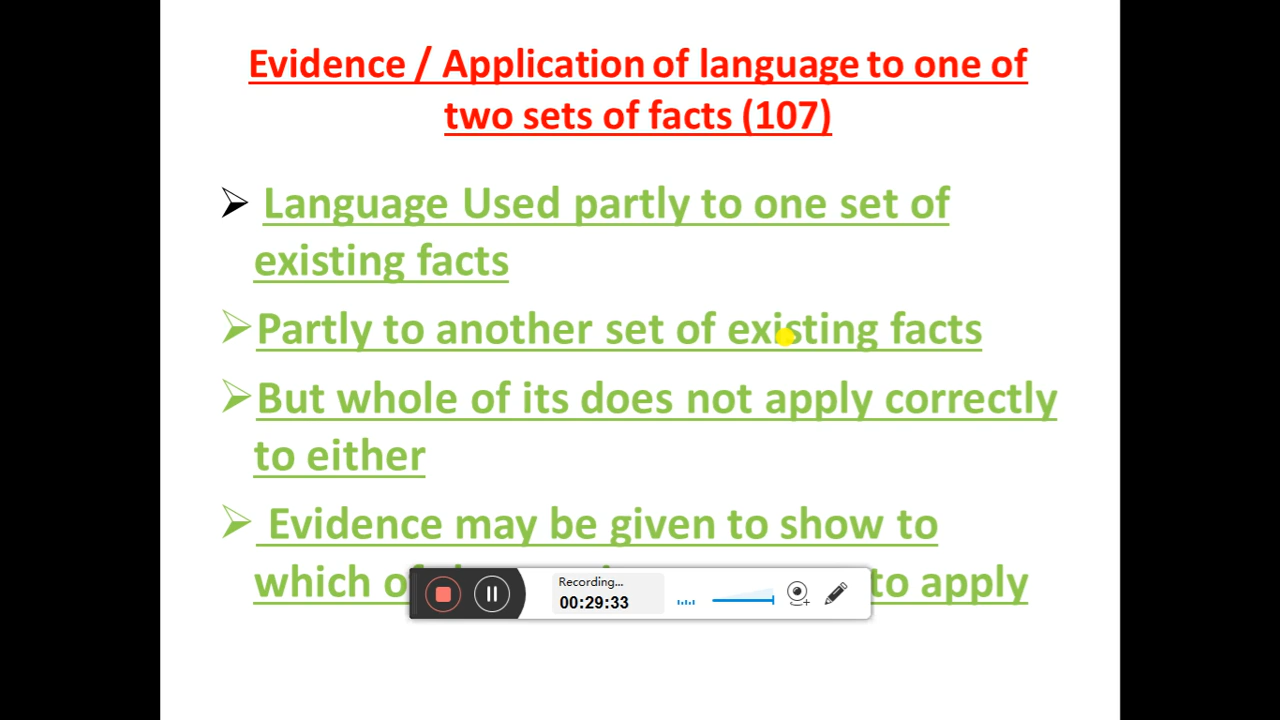 Evidence / Application of language to one of
two sets of facts (107)
Language Used partly to one set of
existing facts
Partly to another set of existing facts
But whole of its does not apply correctly
to either
Evidence may be given to show to
which to apply
Recording...
00:29:33